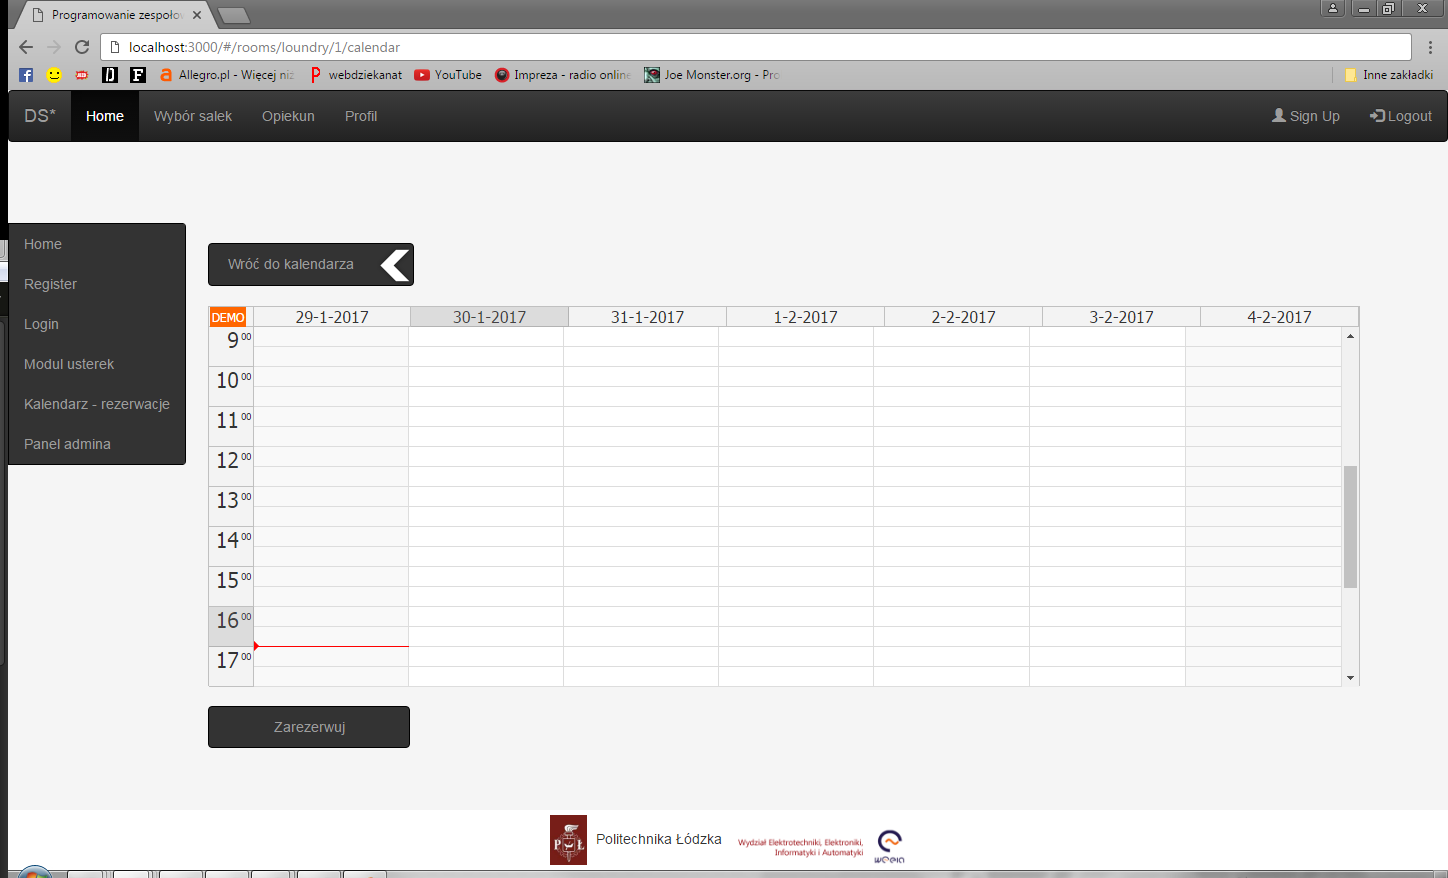 Programowanie zespoło
localhost:3000/#/rooms/loundry/1/calendar
Allegro.pl - Więcej niż
webdziekanat
YouTube
Impreza - radio online
Joe Monster.org - Pro
Inne zakładki
DS*
Home
Wybór salek
Opiekun
Profil
Sign Up
Logout
Home
Register
Login
Modul usterek
Kalendarz - rezerwacje
Panel admina
Wróć do kalendarza
DEMO
29-1-2017
30-1-2017
31-1-2017
1-2-2017
2-2-2017
3-2-2017
4-2-2017
9 00
10 00
11 00
12 00
13 00
14 00
15 00
16 00
17 00
Zarezerwuj
P Ł
Politechnika Łódzka
Wydział Elektrotechniki, Elektroniki,
Informatyki i Automatyki
weeia